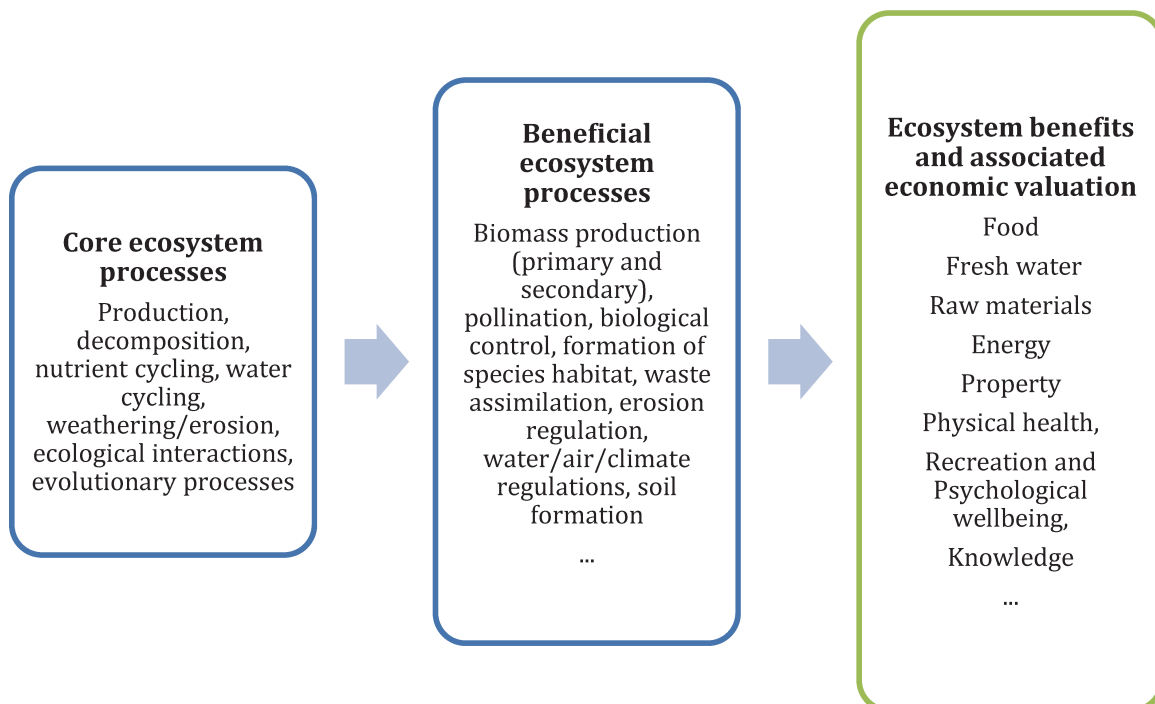 Core ecosystem
processes
Production,
decomposition,
nutrient cycling, water
cycling,
weathering/erosion,
ecological interactions,
evolutionary processes
Beneficial
ecosystem
processes
Biomass production
(primary and
secondary),
pollination, biological
control, formation of
species habitat, waste
assimilation, erosion
regulation,
water/air/climate
regulations, soil
formation
...
Ecosystem benefits
and associated
economic valuation
Food
Fresh water
Raw materials
Energy
Property
Physical health,
Recreation and
Psychological
wellbeing,
Knowledge
...